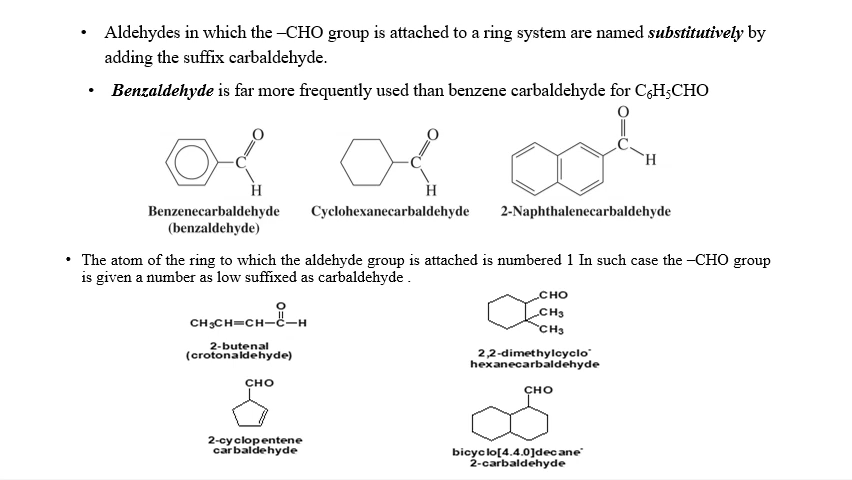 • Aldehydes in which the –CHO group is attached to a ring system are named substitutively by
adding the suffix carbaldehyde.
• Benzaldehyde is far more frequently used than benzene carbaldehyde for C₆H₅CHO
O
C
H
O
C
H
O
C
H
Benzenecarbaldehyde
(benzaldehyde)
Cyclohexanecarbaldehyde
2-Naphthalenecarbaldehyde
• The atom of the ring to which the aldehyde group is attached is numbered 1 In such case the –CHO group
is given a number as low suffixed as carbaldehyde .
O
CH₃CH=CH–C–H
2-butenal
(crotonaldehyde)
CHO
CH₃
CH₃
2,2-dimethylcyclo-
hexanecarbaldehyde
CHO
2-cyclopentene
carbaldehyde
CHO
bicyclo[4.4.0]decane-
2-carbaldehyde